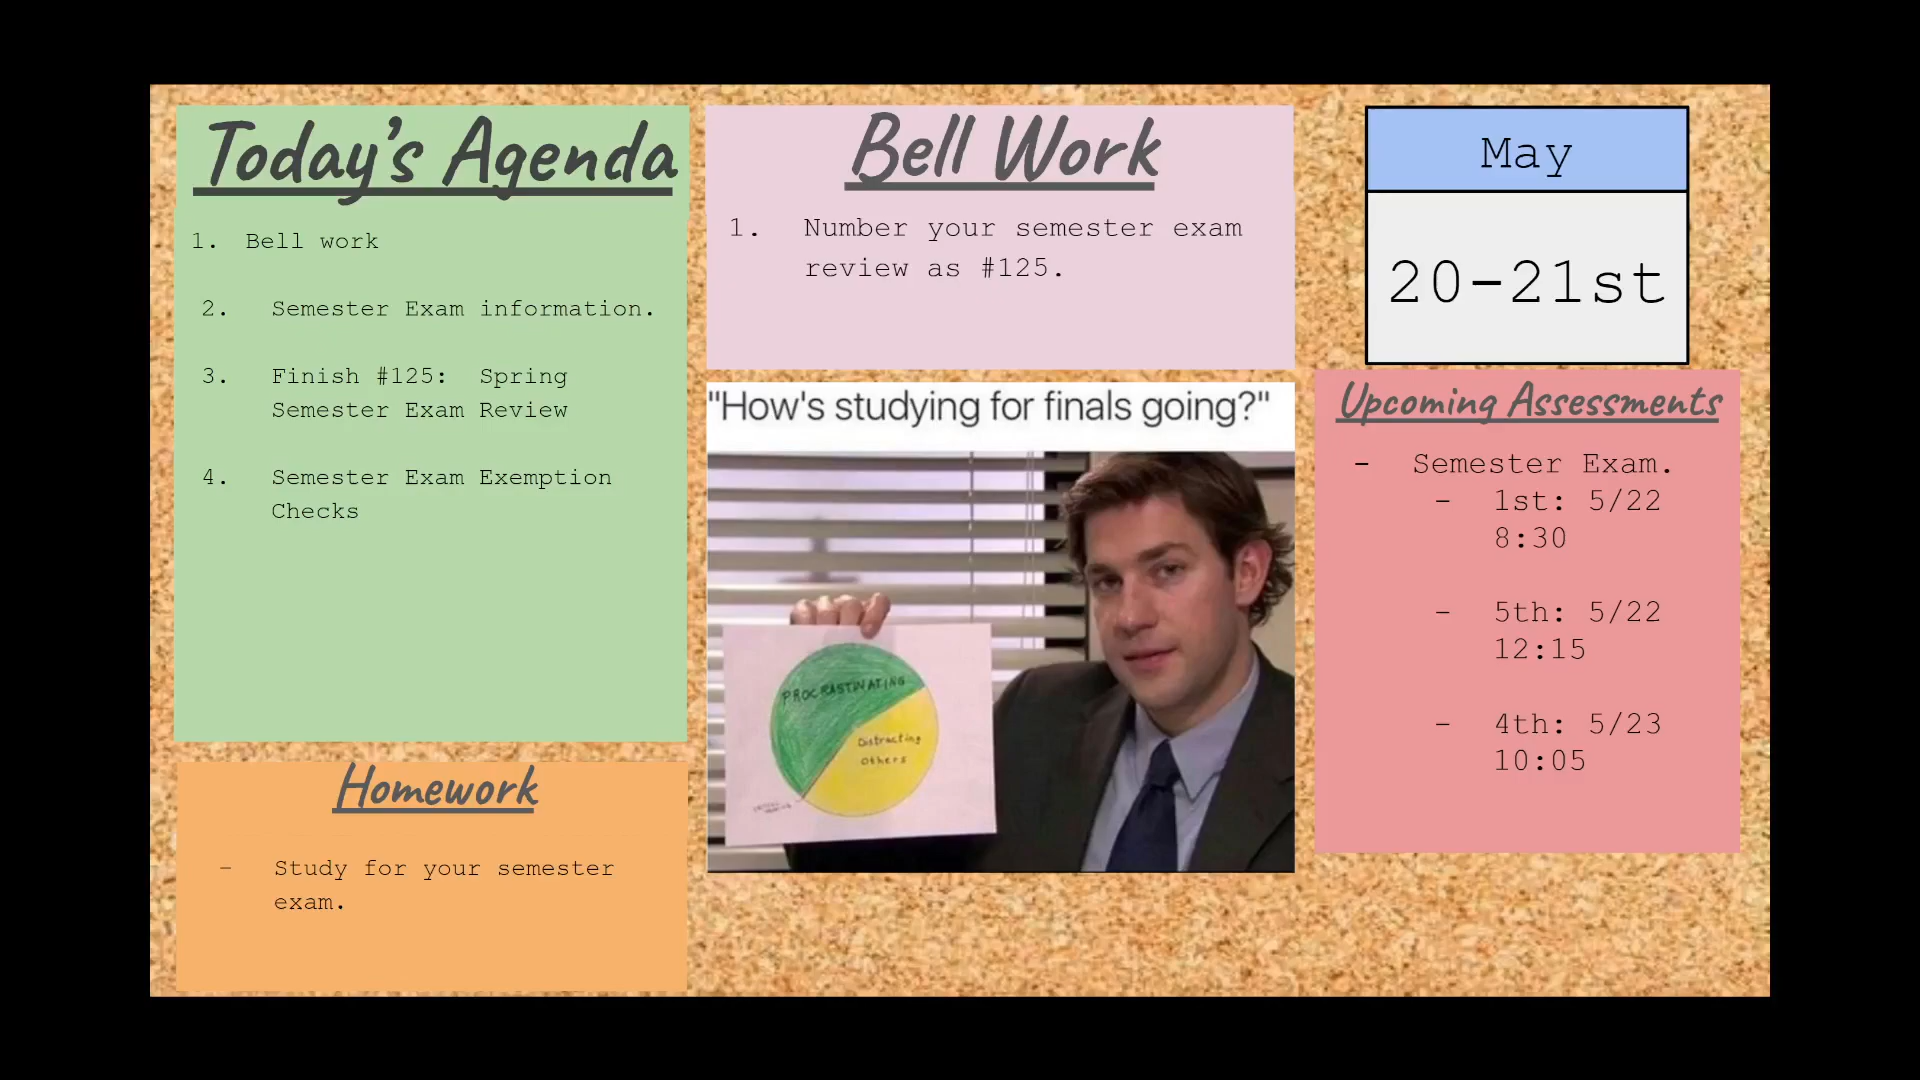 Today's Agenda
1. Bell work
2. Semester Exam information.
3. Finish #125: Spring
Semester Exam Review
4. Semester Exam Exemption
Checks
Homework
- Study for your semester
exam.
Bell Work
1. Number your semester exam
review as #125.
"How's studying for finals going?"
PROCRASTINATING
Distracting
Others
May
20-21st
Upcoming Assessments
- Semester Exam.
- 1st: 5/22
8:30
- 5th: 5/22
12:15
- 4th: 5/23
10:05